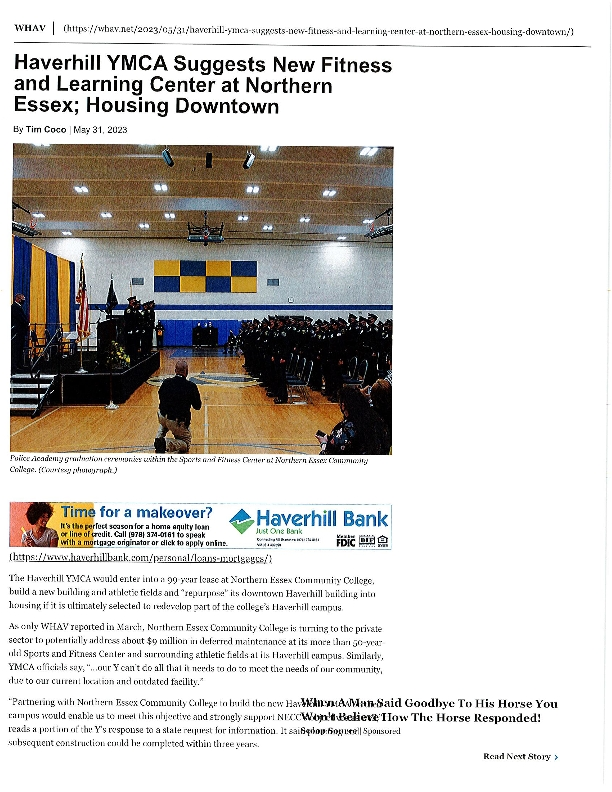 WHAV | (https://whav.net/2023/05/31/haverhill-ymca-suggests-new-fitness-and-learning-center-at-northern-essex-housing-downtown/)
Haverhill YMCA Suggests New Fitness
and Learning Center at Northern
Essex; Housing Downtown
By Tim Coco | May 31, 2023
Police Academy graduation ceremonies within the Sports and Fitness Center at Northern Essex Community
College. (Courtesy photograph.)
Time for a makeover?
It's the perfect season for a home equity loan
or line of credit. Call (978) 374-0161 to speak
with a mortgage originator or click to apply online.
Haverhill Bank
Just One Bank
Member
FDIC
(https://www.haverhillbank.com/personal/loans-mortgages/)
The Haverhill YMCA would enter into a 99-year lease at Northern Essex Community College,
build a new building and athletic fields and "repurpose" its downtown Haverhill building into
housing if it is ultimately selected to redevelop part of the college's Haverhill campus.
As only WHAV reported in March, Northern Essex Community College is turning to the private
sector to potentially address about $9 million in deferred maintenance at its more than 50-year-
old Sports and Fitness Center and surrounding athletic fields at its Haverhill campus. Similarly,
YMCA officials say, "...our Y can't do all that it needs to do to meet the needs of our community,
due to our current location and outdated facility."
"Partnering with Northern Essex Community College to build the new
campus would enable us to meet this objective and strongly support
reads a portion of the Y's response to a state request for information. It said
subsequent construction could be completed within three years.
When A Man Said Goodbye To His Horse You
Won't Believe How The Horse Responded!
| Sponsored
Read Next Story >